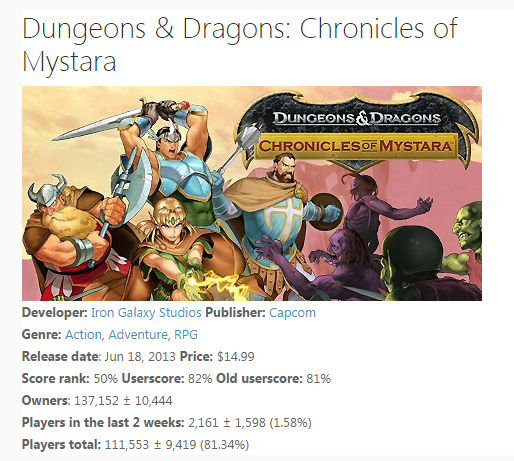 Dungeons & Dragons: Chronicles of
Mystara
DUNGEONS & DRAGONS
CHRONICLES OF MYSTARA
Developer: Iron Galaxy Studios Publisher: Capcom
Genre: Action, Adventure, RPG
Release date: Jun 18, 2013 Price: $14.99
Score rank: 50% Userscore: 82% Old userscore: 81%
Owners: 137,152 ± 10,444
Players in the last 2 weeks: 2,161 ± 1,598 (1.58%)
Players total: 111,553 ± 9,419 (81.34%)